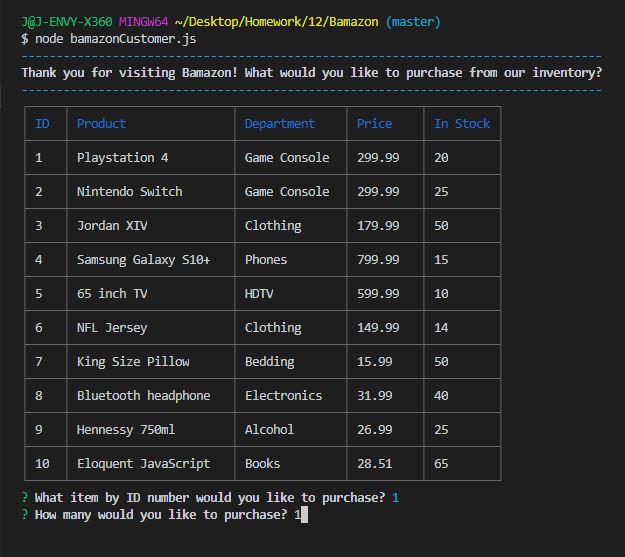 J@J-ENVY-X360 MINGW64 ~/Desktop/Homework/12/Bamazon (master)
$ node bamazonCustomer.js
Thank you for visiting Bamazon! What would you like to purchase from our inventory?
ID Product Department Price In Stock
1 Playstation 4 Game Console 299.99 20
2 Nintendo Switch Game Console 299.99 25
3 Jordan XIV Clothing 179.99 50
4 Samsung Galaxy S10+ Phones 799.99 15
5 65 inch TV HDTV 599.99 10
6 NFL Jersey Clothing 149.99 14
7 King Size Pillow Bedding 15.99 50
8 Bluetooth headphone Electronics 31.99 40
9 Hennessy 750ml Alcohol 26.99 25
10 Eloquent JavaScript Books 28.51 65
? What item by ID number would you like to purchase? 1
? How many would you like to purchase? 1